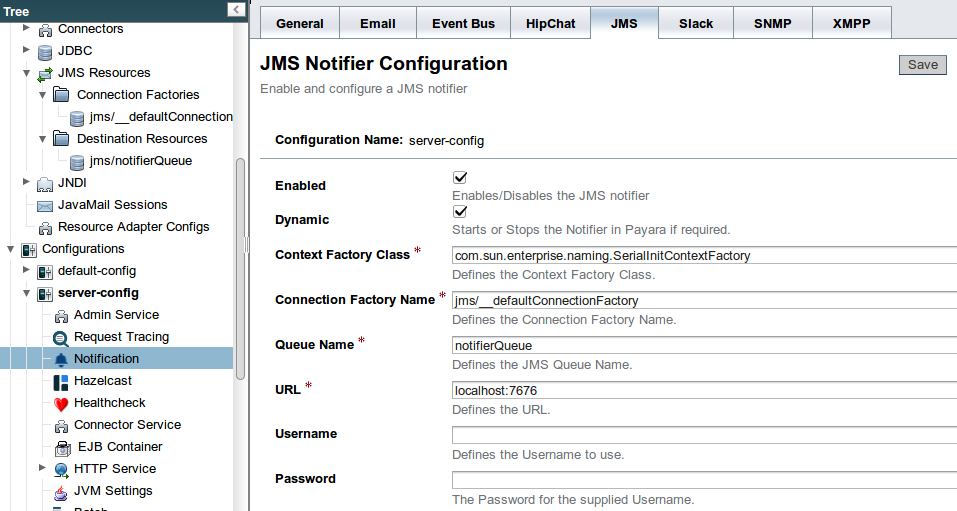 Tree
Connectors
JDBC
JMS Resources
Connection Factories
jms/__defaultConnection
Destination Resources
jms/notifierQueue
JNDI
JavaMail Sessions
Resource Adapter Configs
Configurations
default-config
server-config
Admin Service
Request Tracing
Notification
Hazelcast
Healthcheck
Connector Service
EJB Container
HTTP Service
JVM Settings
General Email Event Bus HipChat JMS Slack SNMP XMPP
JMS Notifier Configuration
Save
Enable and configure a JMS notifier
Configuration Name: server-config
Enabled
Enables/Disables the JMS notifier
Dynamic
Starts or Stops the Notifier in Payara if required.
Context Factory Class * com.sun.enterprise.naming.SerialInitContextFactory
Defines the Context Factory Class.
Connection Factory Name * jms/__defaultConnectionFactory
Defines the Connection Factory Name.
Queue Name * notifierQueue
Defines the JMS Queue Name.
URL * localhost:7676
Defines the URL.
Username
Defines the Username to use.
Password
The Password for the supplied Username.